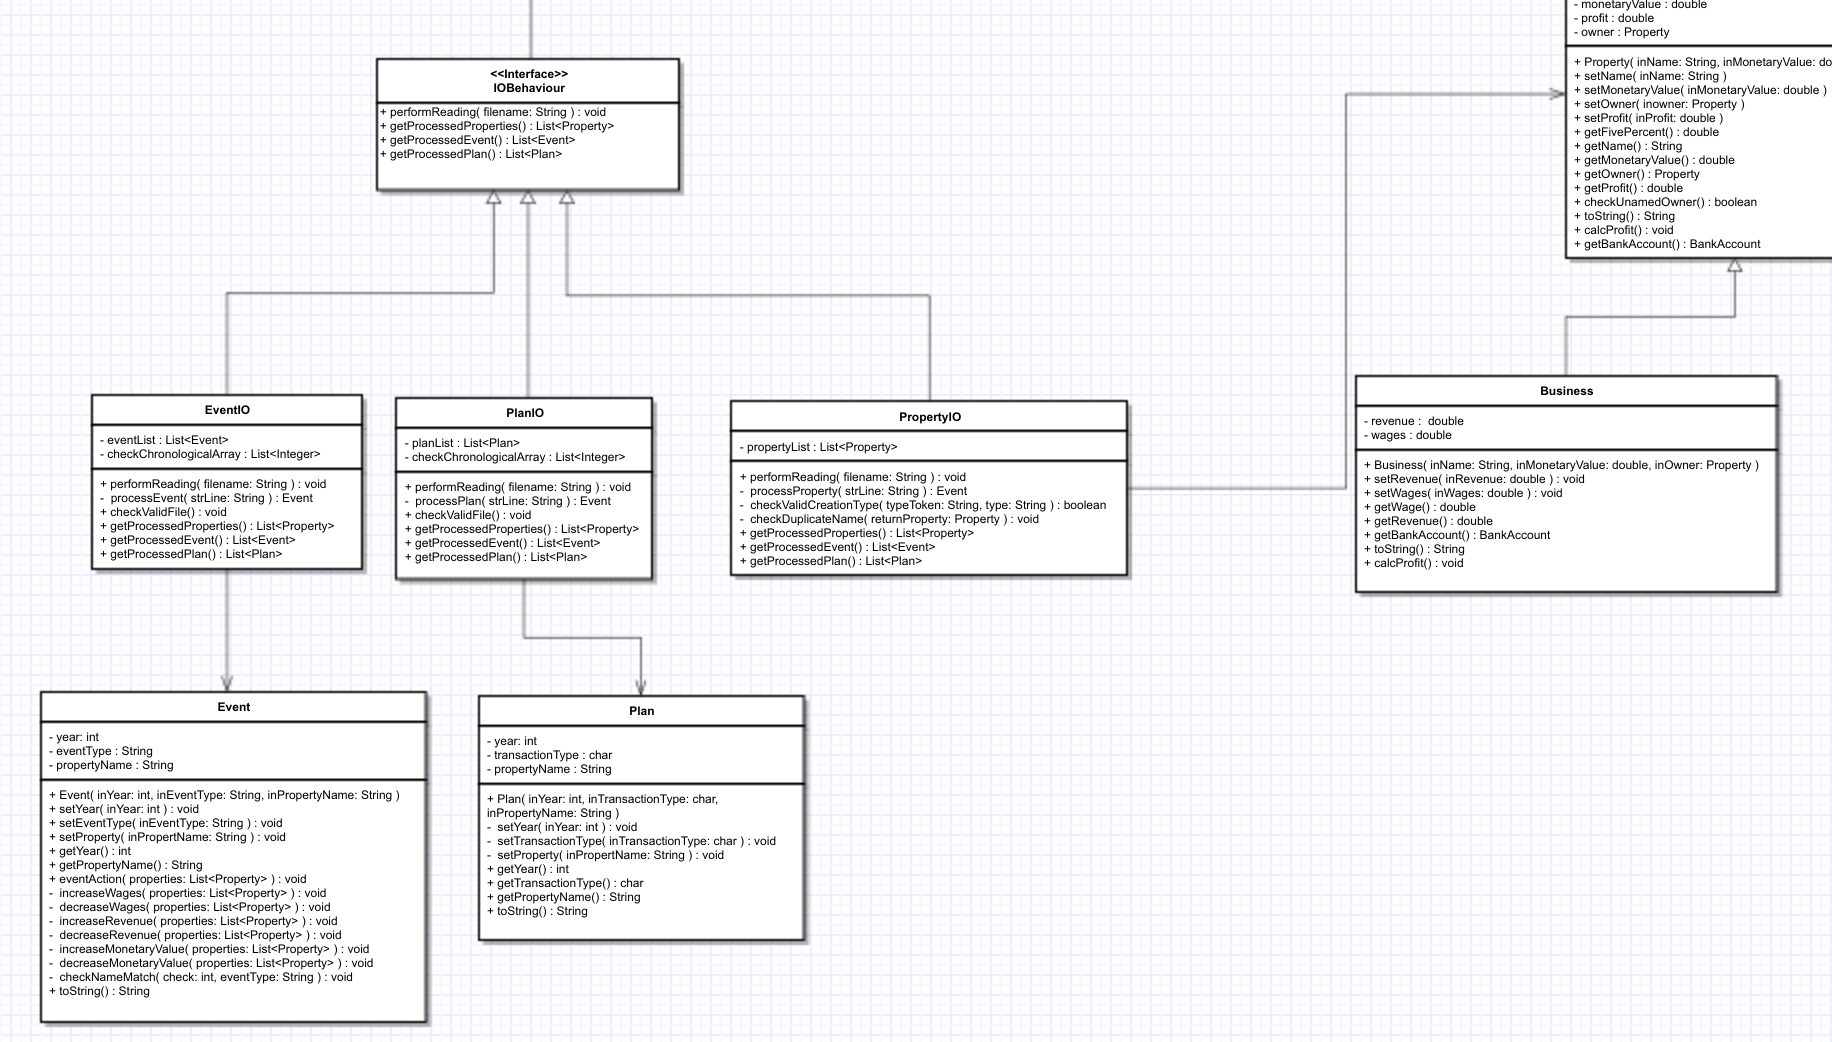 <<Interface>>
IOBehaviour
+ performReading( filename: String ) : void
+ getProcessedProperties() : List<Property>
+ getProcessedEvent() : List<Event>
+ getProcessedPlan() : List<Plan>
- monetaryValue : double
- profit : double
- owner : Property
+ Property( inName: String, inMonetaryValue: do
+ setName( inName: String )
+ setMonetaryValue( inMonetaryValue: double )
+ setOwner( inowner: Property )
+ setProfit( inProfit: double )
+ getFivePercent() : double
+ getName() : String
+ getMonetaryValue() : double
+ getOwner() : Property
+ getProfit() : double
+ checkUnamedOwner() : boolean
+ toString() : String
+ calcProfit() : void
+ getBankAccount() : BankAccount
EventIO
- eventList : List<Event>
- checkChronologicalArray : List<Integer>
+ performReading( filename: String ) : void
- processEvent( strLine: String ) : Event
+ checkValidFile() : void
+ getProcessedProperties() : List<Property>
+ getProcessedEvent() : List<Event>
+ getProcessedPlan() : List<Plan>
PlanIO
- planList : List<Plan>
- checkChronologicalArray : List<Integer>
+ performReading( filename: String ) : void
- processPlan( strLine: String ) : Event
+ checkValidFile() : void
+ getProcessedProperties() : List<Property>
+ getProcessedEvent() : List<Event>
+ getProcessedPlan() : List<Plan>
PropertyIO
- propertyList : List<Property>
+ performReading( filename: String ) : void
- processProperty( strLine: String ) : Event
- checkValidCreationType( typeToken: String, type: String ) : boolean
- checkDuplicateName( returnProperty: Property ) : void
+ getProcessedProperties() : List<Property>
+ getProcessedEvent() : List<Event>
+ getProcessedPlan() : List<Plan>
Business
- revenue : double
- wages : double
+ Business( inName: String, inMonetaryValue: double, inOwner: Property )
+ setRevenue( inRevenue: double ) : void
+ setWages( inWages: double ) : void
+ getWage() : double
+ getRevenue() : double
+ getBankAccount() : BankAccount
+ toString() : String
+ calcProfit() : void
Event
- year: int
- eventType : String
- propertyName : String
+ Event( inYear: int, inEventType: String, inPropertyName: String )
+ setYear( inYear: int ) : void
+ setEventType( inEventType: String ) : void
+ setProperty( inPropertName: String ) : void
+ getYear() : int
+ getPropertyName() : String
+ eventAction( properties: List<Property> ) : void
- increaseWages( properties: List<Property> ) : void
- decreaseWages( properties: List<Property> ) : void
- increaseRevenue( properties: List<Property> ) : void
- decreaseRevenue( properties: List<Property> ) : void
- increaseMonetaryValue( properties: List<Property> ) : void
- decreaseMonetaryValue( properties: List<Property> ) : void
- checkNameMatch( check: int, eventType: String ) : void
+ toString() : String
Plan
- year: int
- transactionType : char
- propertyName : String
+ Plan( inYear: int, inTransactionType: char,
inPropertyName: String )
- setYear( inYear: int ) : void
- setTransactionType( inTransactionType: char ) : void
- setProperty( inPropertName: String ) : void
+ getYear() : int
+ getTransactionType() : char
+ getPropertyName() : String
+ toString() : String